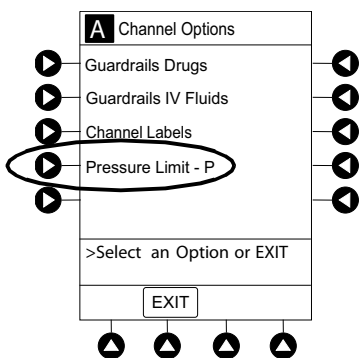 A Channel Options
Guardrails Drugs
Guardrails IV Fluids
Channel Labels
Pressure Limit - P
>Select an Option or EXIT
EXIT